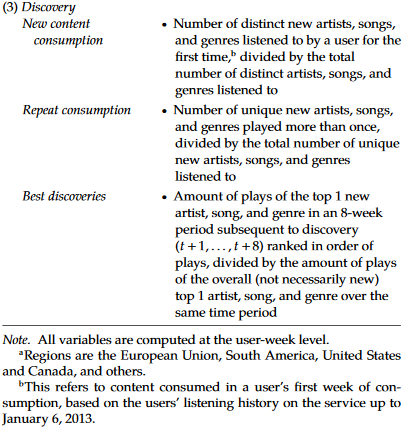 (3) Discovery
New content consumption
• Number of distinct new artists, songs,
and genres listened to by a user for the
first time,b divided by the total
number of distinct artists, songs, and
genres listened to
Repeat consumption
• Number of unique new artists, songs,
and genres played more than once,
divided by the total number of unique
new artists, songs, and genres
listened to
Best discoveries
• Amount of plays of the top 1 new
artist, song, and genre in an 8-week
period subsequent to discovery
(t + 1, . . . , t + 8) ranked in order of
plays, divided by the amount of plays
of the overall (not necessarily new)
top 1 artist, song, and genre over the
same time period
Note. All variables are computed at the user-week level.
aRegions are the European Union, South America, United States
and Canada, and others.
bThis refers to content consumed in a user's first week of con-
sumption, based on the users' listening history on the service up to
January 6, 2013.